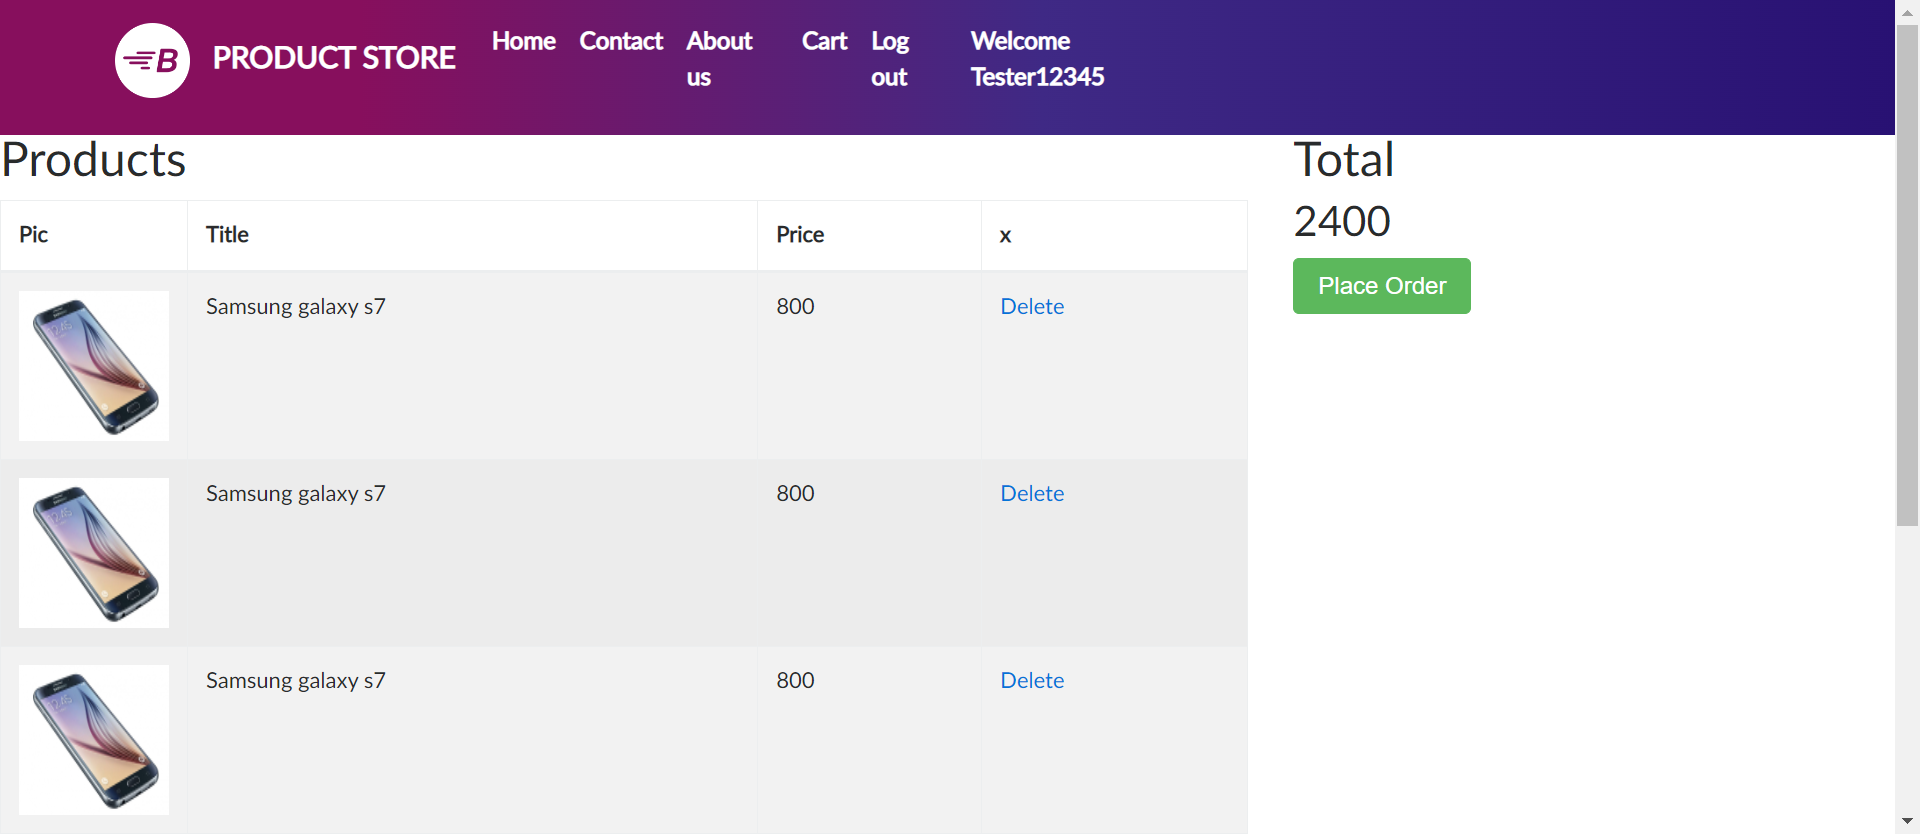 B PRODUCT STORE Home Contact About us Cart Log out Welcome Tester12345
Products
Total
2400
Place Order
Pic Title Price x
Samsung galaxy s7 800 Delete
Samsung galaxy s7 800 Delete
Samsung galaxy s7 800 Delete